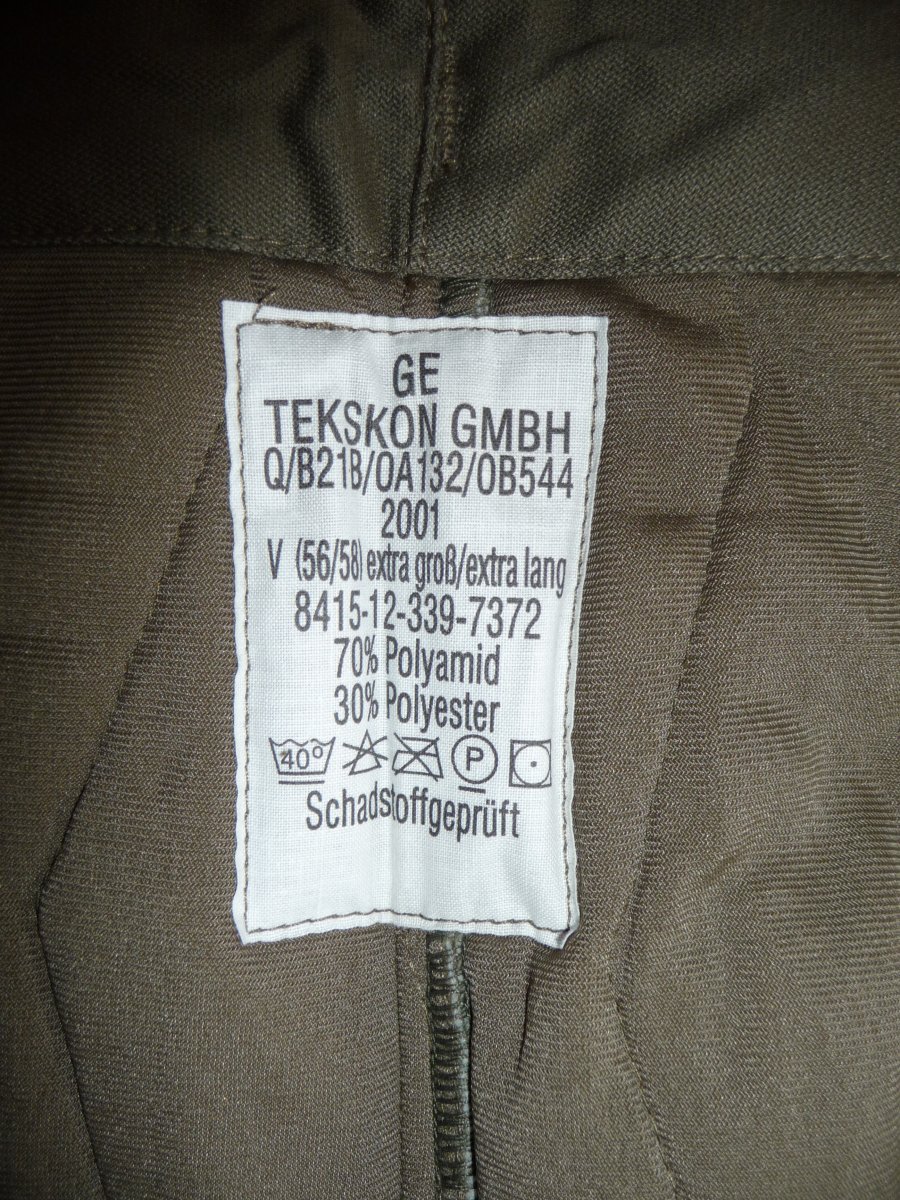 GE
TEKSKON GMBH
Q/B21B/OA132/OB544
2001
V (56/58) extra groß/extra lang
8415-12-339-7372
70% Polyamid
30% Polyester
40° P
Schadstoffgeprüft